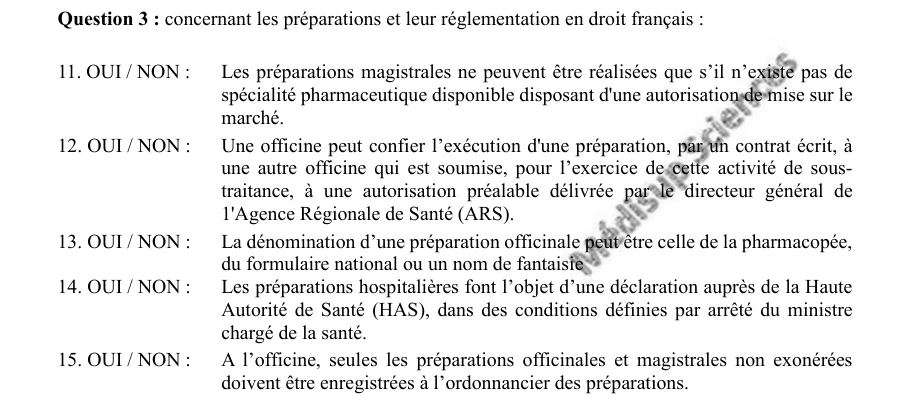 Question 3 : concernant les préparations et leur réglementation en droit français :
11. OUI / NON : Les préparations magistrales ne peuvent être réalisées que s’il n’existe pas de
spécialité pharmaceutique disponible disposant d'une autorisation de mise sur le
marché.
12. OUI / NON : Une officine peut confier l’exécution d'une préparation, par un contrat écrit, à
une autre officine qui est soumise, pour l’exercice de cette activité de sous-
traitance, à une autorisation préalable délivrée par le directeur général de
l'Agence Régionale de Santé (ARS).
13. OUI / NON : La dénomination d’une préparation officinale peut être celle de la pharmacopée,
du formulaire national ou un nom de fantaisie
14. OUI / NON : Les préparations hospitalières font l’objet d’une déclaration auprès de la Haute
Autorité de Santé (HAS), dans des conditions définies par arrêté du ministre
chargé de la santé.
15. OUI / NON : A l’officine, seules les préparations officinales et magistrales non exonérées
doivent être enregistrées à l’ordonnancier des préparations.
Médisup Sciences